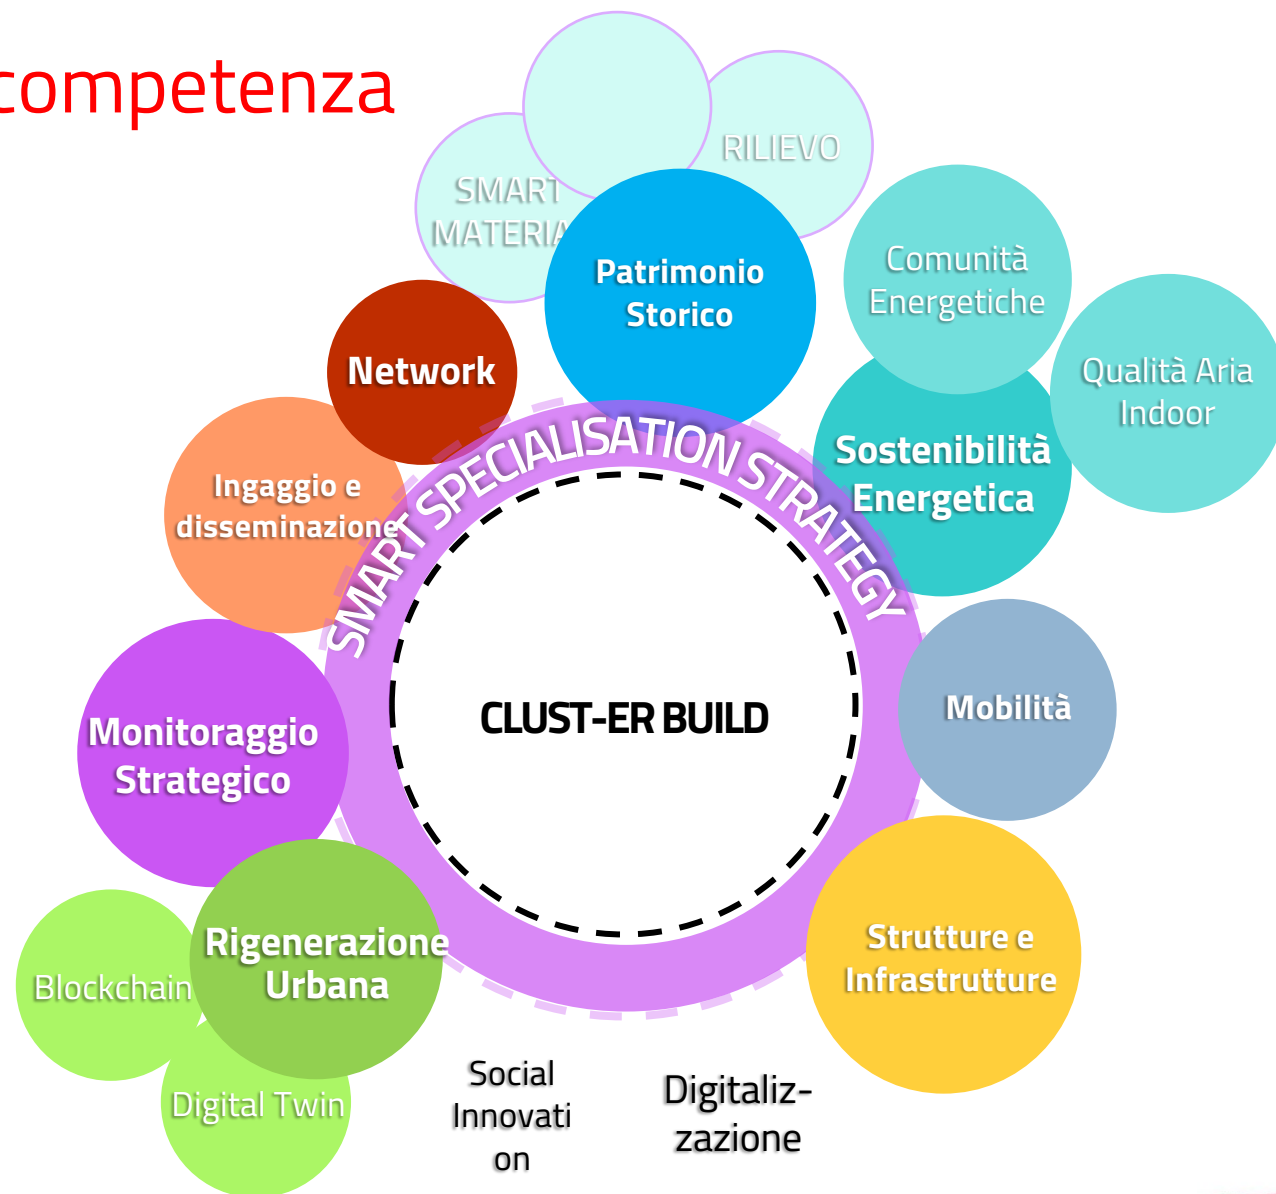 competenza
RILIEVO
SMART
MATERIA
Patrimonio
Storico
Comunità
Energetiche
Qualità Aria
Indoor
Network
Sostenibilità
Energetica
Ingaggio e
disseminazione
SMART SPECIALISATION STRATEGY
CLUST-ER BUILD
Mobilità
Monitoraggio
Strategico
Strutture e
Infrastrutture
Rigenerazione
Urbana
Blockchain
Digital Twin
Social
Innovati
on
Digitaliz-
zazione